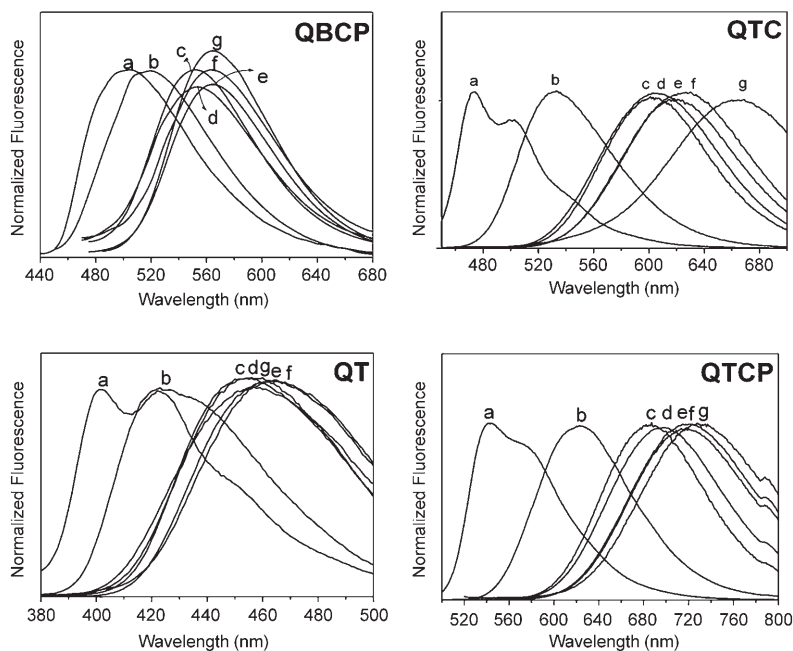 QBCP
Normalized Fluorescence
a b c g f e d
440 480 520 560 600 640 680
Wavelength (nm)
QTC
Normalized Fluorescence
a b c d e f g
480 520 560 600 640 680
Wavelength (nm)
QT
Normalized Fluorescence
a b c d g e f
380 400 420 440 460 480 500
Wavelength (nm)
QTCP
Normalized Fluorescence
a b c d e f g
520 560 600 640 680 720 760 800
Wavelength (nm)